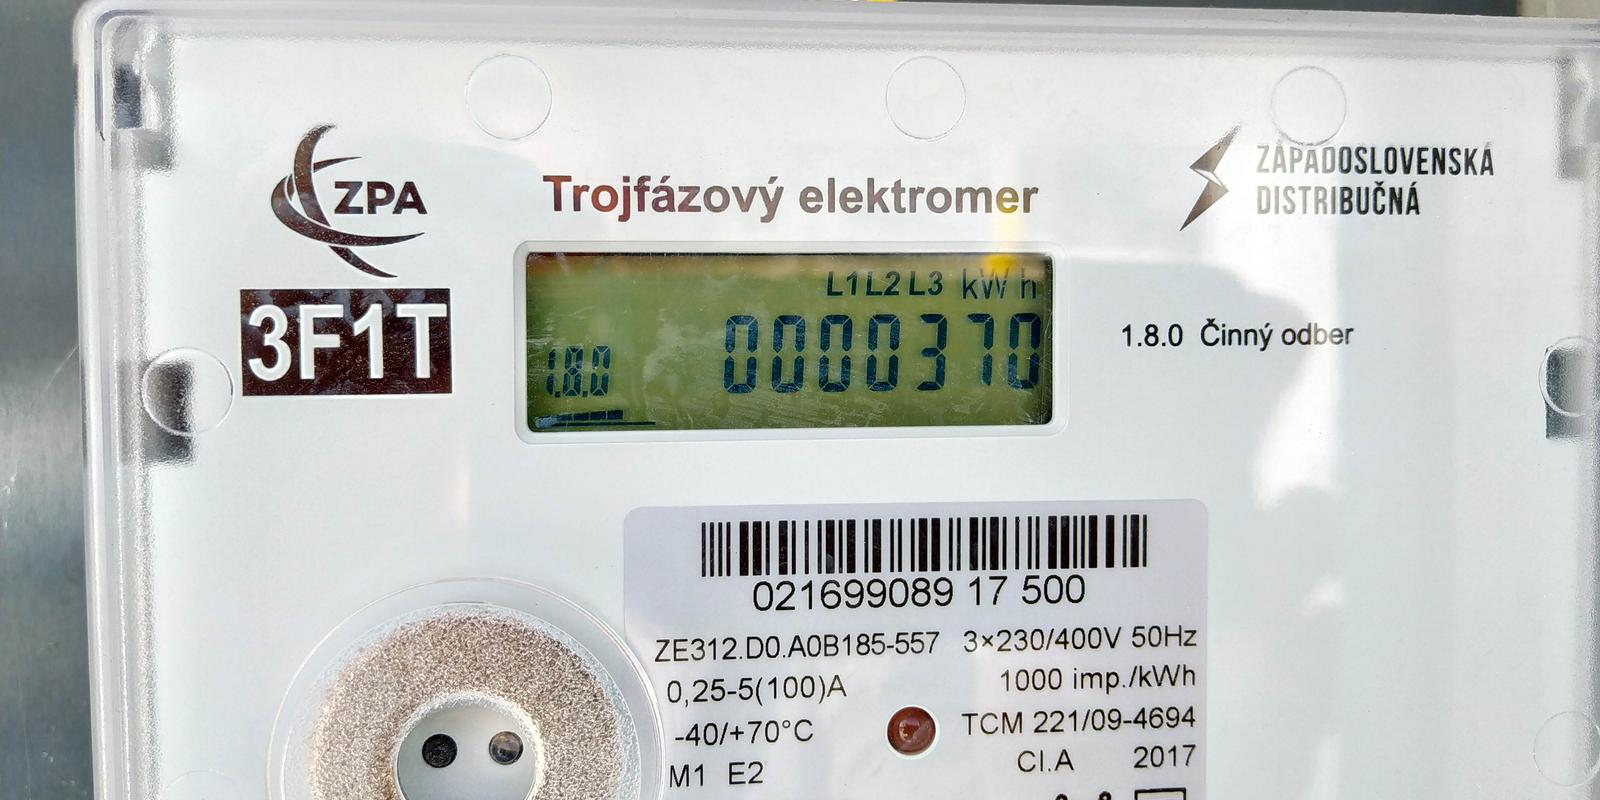 ZPA
Trojfázový elektromer
ZÁPADOSLOVENSKÁ
DISTRIBUČNÁ
3F1T
L1 L2 L3 kWh
1.8.0 0000370
1.8.0 Činný odber
021699089 17 500
ZE312.D0.A0B185-557 3×230/400V 50Hz
0,25-5(100)A 1000 imp./kWh
-40/+70°C TCM 221/09-4694
M1 E2 Cl.A 2017